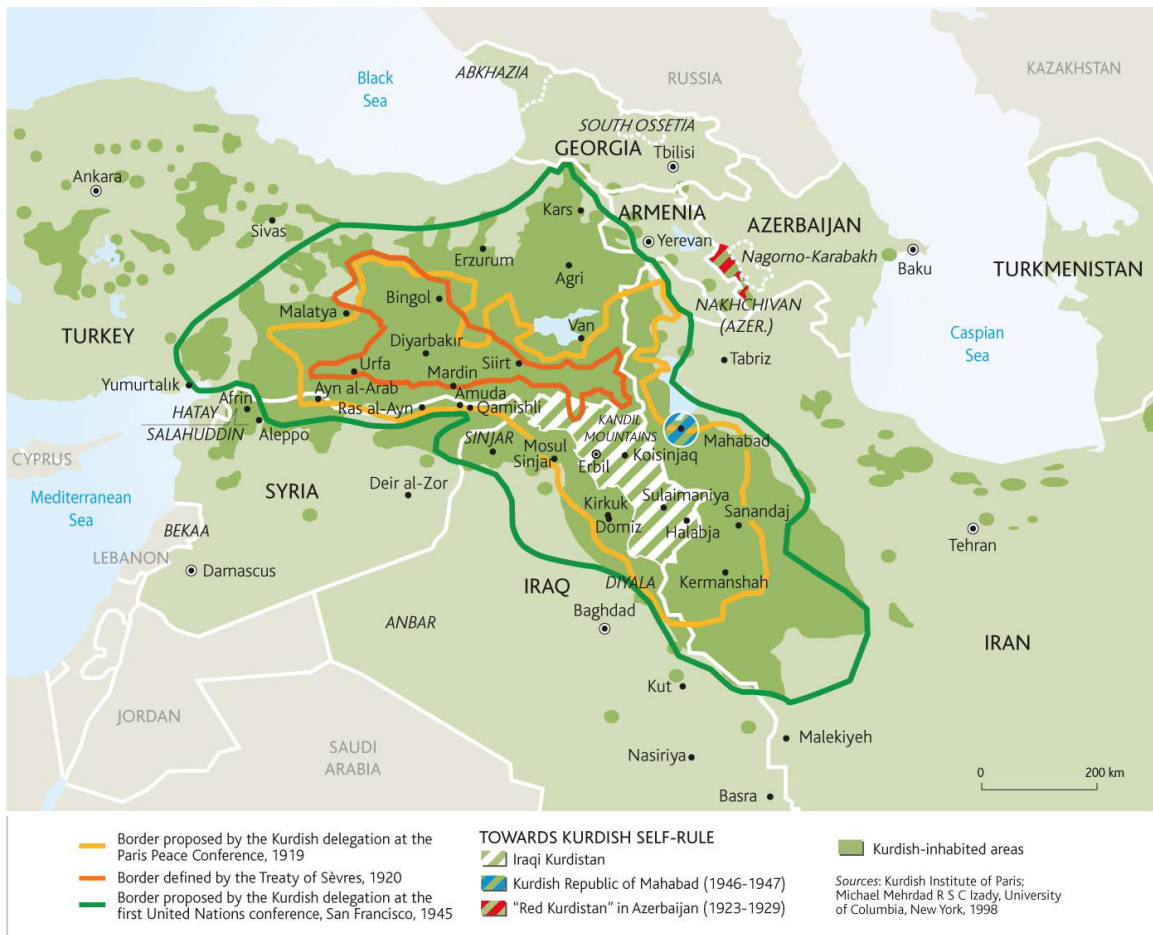 KAZAKHSTAN
RUSSIA
ABKHAZIA
Black
Sea
SOUTH OSSETIA
GEORGIA
Tbilisi
Ankara
Kars
ARMENIA
AZERBAIJAN
Sivas
Yerevan
Nagorno-Karabakh
Erzurum
Baku
Agri
TURKMENISTAN
Bingol
NAKHCHIVAN
(AZER.)
Malatya
TURKEY
Van
Caspian
Sea
Diyarbakır
Tabriz
Urfa
Siirt
Yumurtalık
Mardin
Ayn al-Arab
Amuda
Afrin
Ras al-Ayn
Qamishli
HATAY
SALAHUDDIN
Aleppo
KANDIL
MOUNTAINS
Mahabad
SINJAR
Mosul
Sinjar
Erbil
Koisinjaq
CYPRUS
Deir al-Zor
SYRIA
Mediterranean
Sea
Kirkuk
Domiz
Sulaimaniya
Sanandaj
Halabja
BEKAA
Tehran
LEBANON
Damascus
IRAQ
DIYALA
Kermanshah
Baghdad
ANBAR
IRAN
Kut
JORDAN
Malekiyeh
SAUDI
ARABIA
Nasiriya
Basra
0 200 km
Border proposed by the Kurdish delegation at the
Paris Peace Conference, 1919
Border defined by the Treaty of Sèvres, 1920
Border proposed by the Kurdish delegation at the
first United Nations conference, San Francisco, 1945
TOWARDS KURDISH SELF-RULE
Iraqi Kurdistan
Kurdish Republic of Mahabad (1946-1947)
“Red Kurdistan” in Azerbaijan (1923-1929)
Kurdish-inhabited areas
Sources: Kurdish Institute of Paris;
Michael Mehrdad R S C Izady, University
of Columbia, New York, 1998